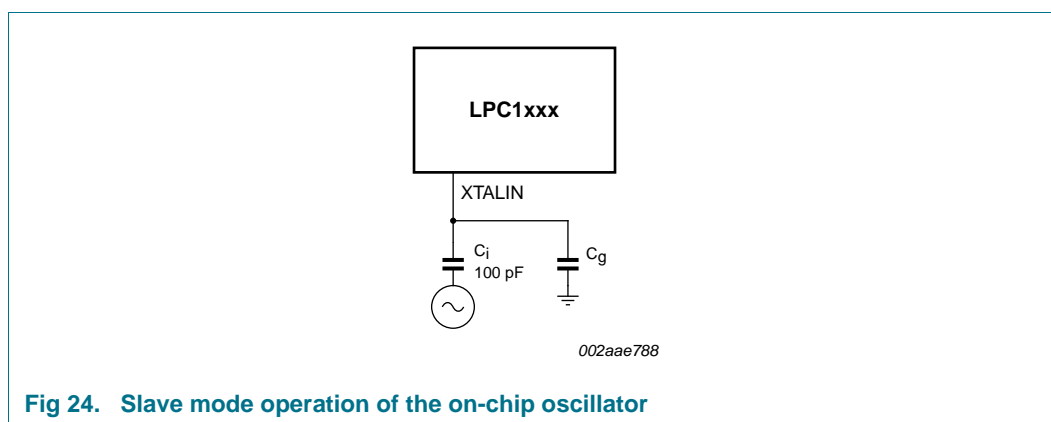 LPC1xxx
XTALIN
Ci
100 pF
Cg
002aae788
Fig 24. Slave mode operation of the on-chip oscillator